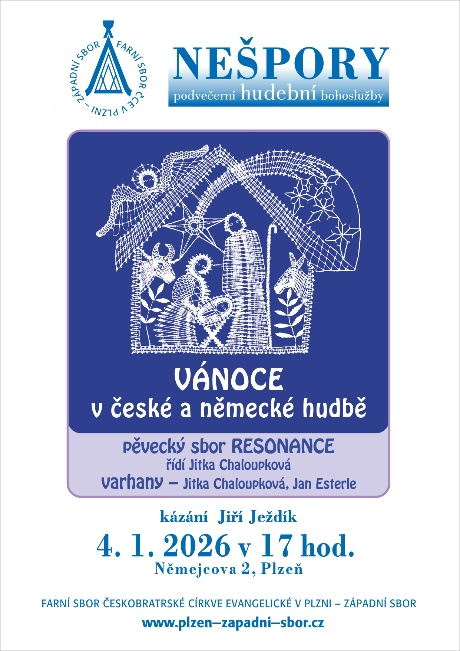 FARNÍ SBOR ČCE V PLZNI – ZÁPADNÍ SBOR
NEŠPORY
podvečerní hudební bohoslužby
VÁNOCE
v české a německé hudbě
pěvecký sbor RESONANCE
řídí Jitka Chaloupková
varhany – Jitka Chaloupková, Jan Esterle
kázání Jiří Ježdík
4. 1. 2026 v 17 hod.
Němejcova 2, Plzeň
FARNÍ SBOR ČESKOBRATRSKÉ CÍRKVE EVANGELICKÉ V PLZNI – ZÁPADNÍ SBOR
www.plzen–zapadni–sbor.cz